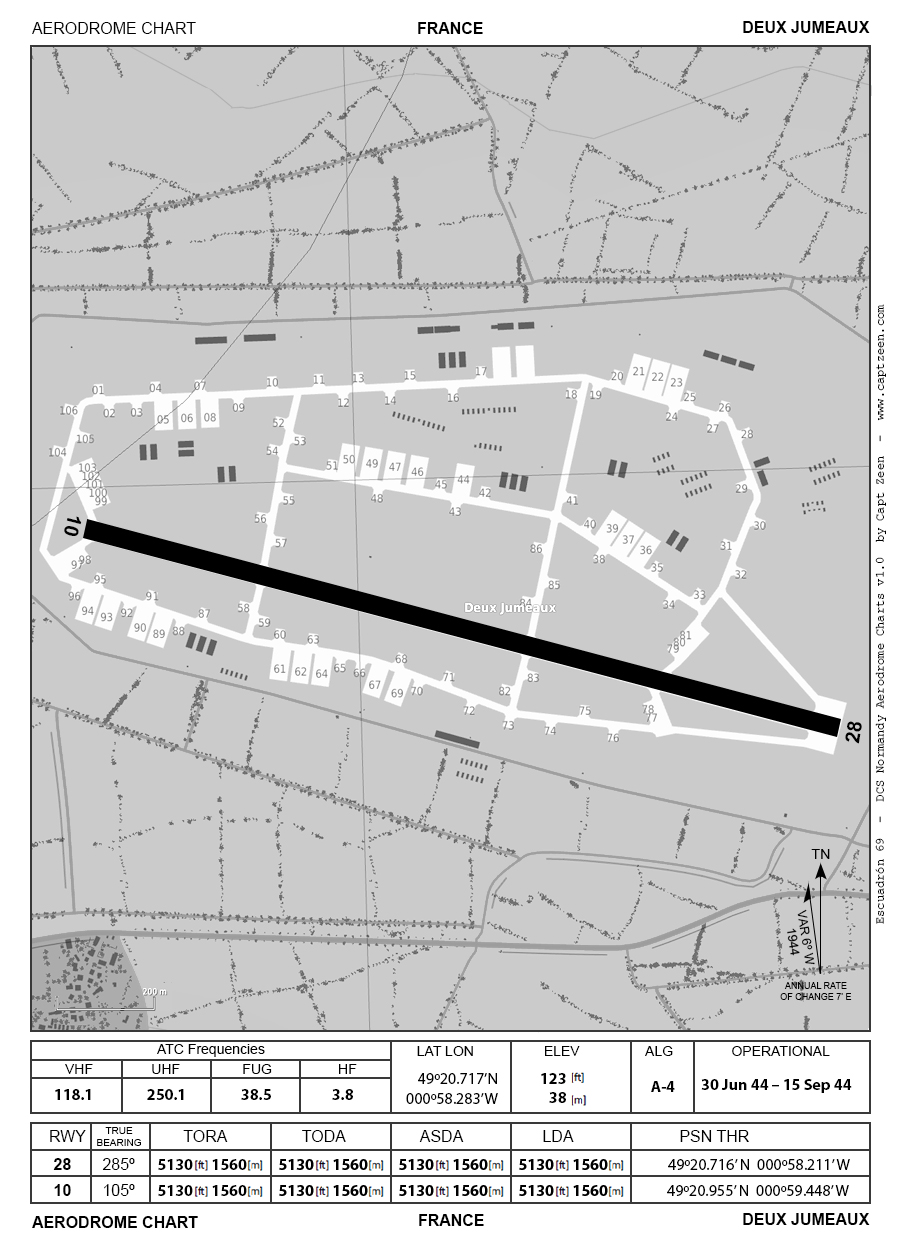 AERODROME CHART FRANCE DEUX JUMEAUX
17
01 04 07 10 11 13 15 20 21 22 23
106 02 03 05 06 08 09 12 14 16 18 19 25
24 26
27
52 28
105 53
104 54
103 51 50 49 47 46
102
101 45 44 29
100 48 42
99 55 43 41
10 56 40 39 30
86 37
57 38 36 31
98
97 35
95 85 32
96 91 84 33
Deux Jumeaux
94 93 92 87 58 34
90 89 88 59
60 63 81
80
79
61 62 64 65 66 68
67 71 83
69 70 82
72 78
77
73 75
74 76 28
TN
VAR 6º W
1944
ANNUAL RATE
OF CHANGE 7' E
200 m
Escuadrón 69 – DCS Normandy Aerodrome Charts v1.0 by Capt Zeen – www.captzeen.com
ATC Frequencies LAT LON ELEV ALG OPERATIONAL
VHF UHF FUG HF
118.1 250.1 38.5 3.8
49º20.717'N 123 [ft]
000º58.283'W 38 [m]
A-4 30 Jun 44 – 15 Sep 44
RWY TRUE BEARING TORA TODA ASDA LDA PSN THR
28 285º 5130 [ft] 1560 [m] 5130 [ft] 1560 [m] 5130 [ft] 1560 [m] 5130 [ft] 1560 [m] 49º20.716'N 000º58.211'W
10 105º 5130 [ft] 1560 [m] 5130 [ft] 1560 [m] 5130 [ft] 1560 [m] 5130 [ft] 1560 [m] 49º20.955'N 000º59.448'W
AERODROME CHART FRANCE DEUX JUMEAUX